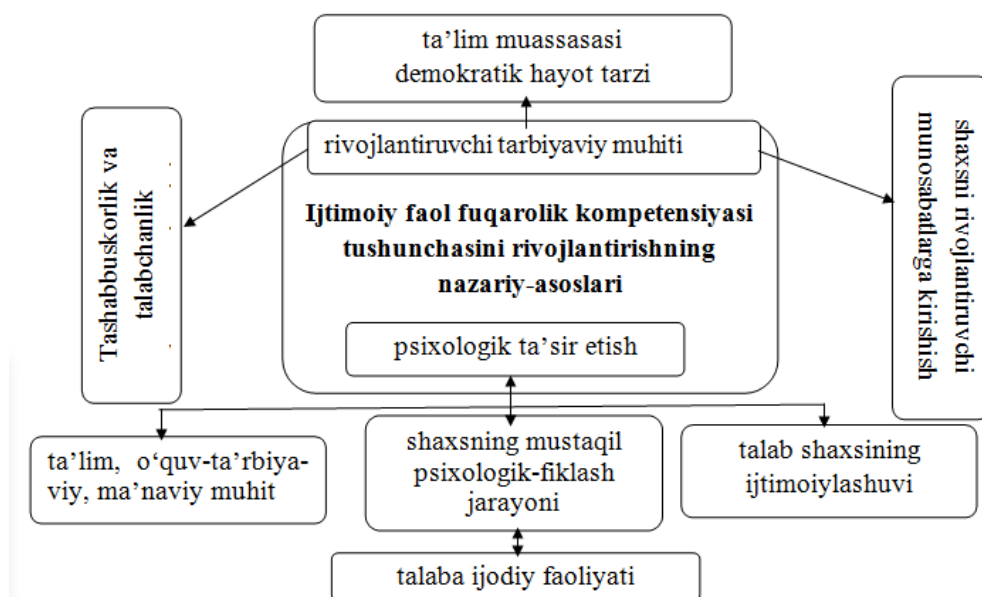 ta’lim muassasasi
demokratik hayot tarzi
rivojlantiruvchi tarbiyaviy muhiti
Tashabbuskorlik va
talabchanlik
shaxsni rivojlantiruvchi
munosabatlarga kirishish
Ijtimoiy faol fuqarolik kompetensiyasi
tushunchasini rivojlantirishning
nazariy-asoslari
psixologik ta’sir etish
ta’lim, o‘quv-ta’rbiya-
viy, ma’naviy muhit
shaxsning mustaqil
psixologik-fiklash
jarayoni
talab shaxsining
ijtimoiylashuvi
talaba ijodiy faoliyati